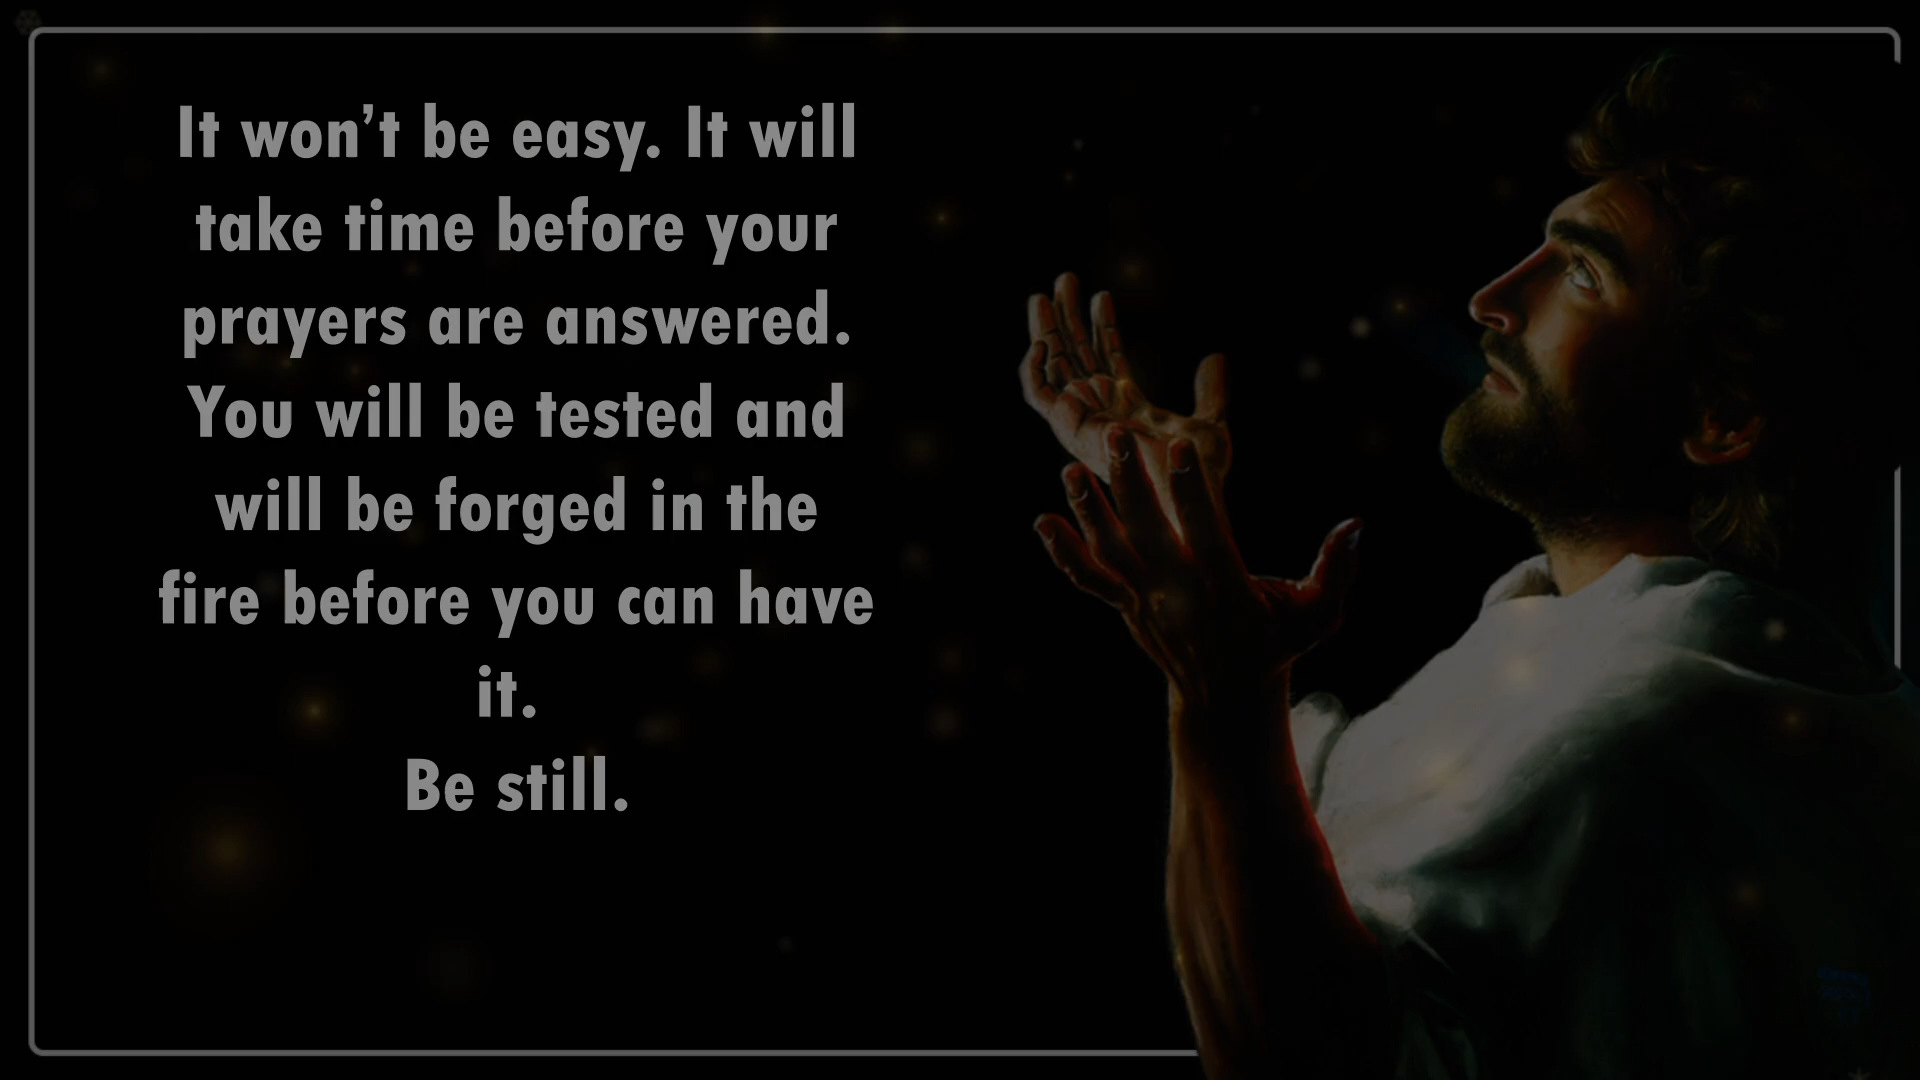 It won’t be easy. It will
take time before your
prayers are answered.
You will be tested and
will be forged in the
fire before you can have
it.
Be still.